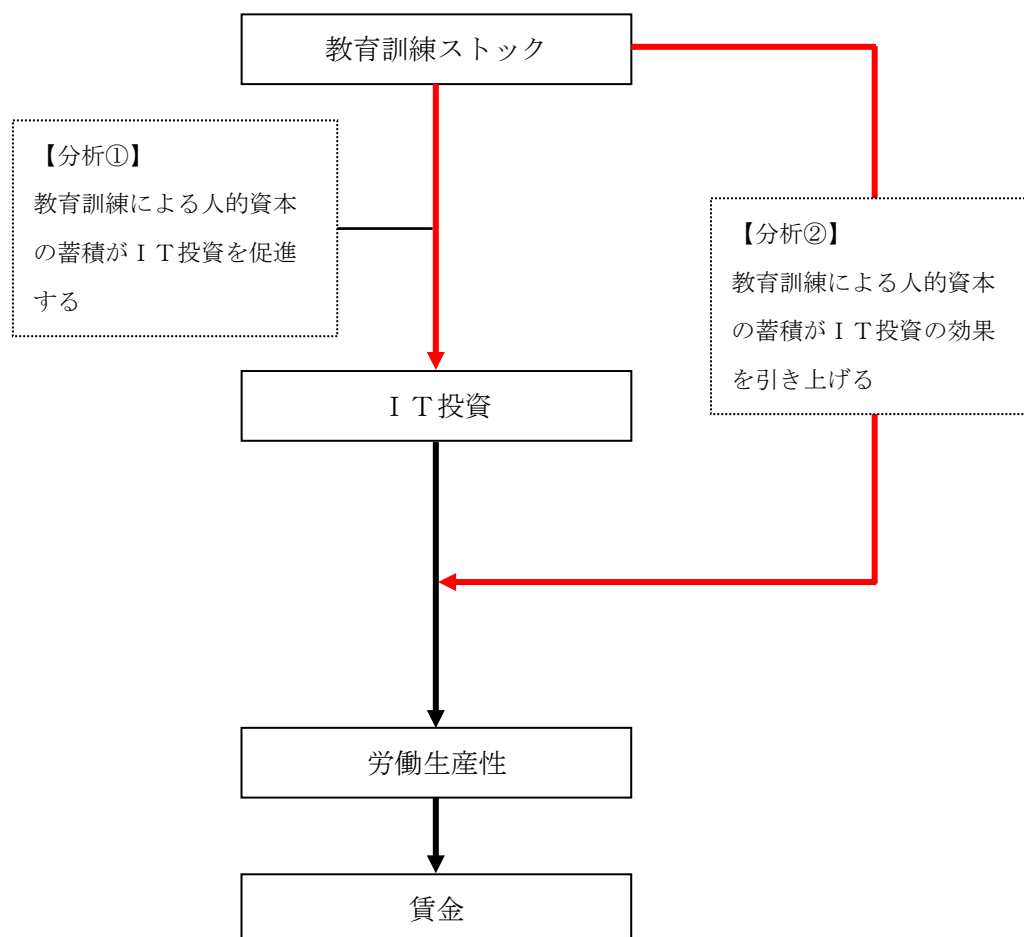 教育訓練ストック
【分析①】
教育訓練による人的資本
の蓄積がＩＴ投資を促進
する
【分析②】
教育訓練による人的資本
の蓄積がＩＴ投資の効果
を引き上げる
ＩＴ投資
労働生産性
賃金